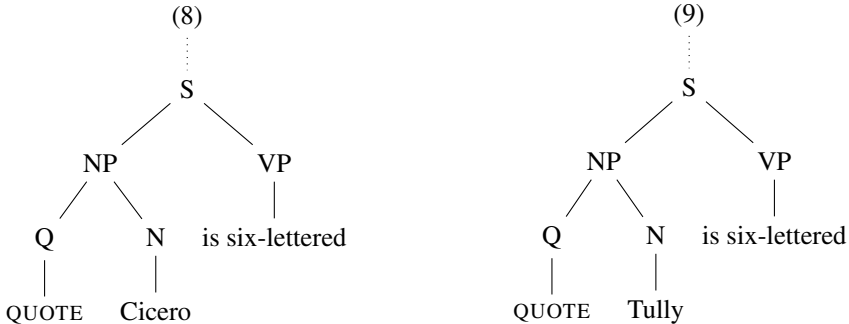 (8) (9)
S S
NP VP NP VP
Q N is six-lettered Q N is six-lettered
QUOTE Cicero QUOTE Tully